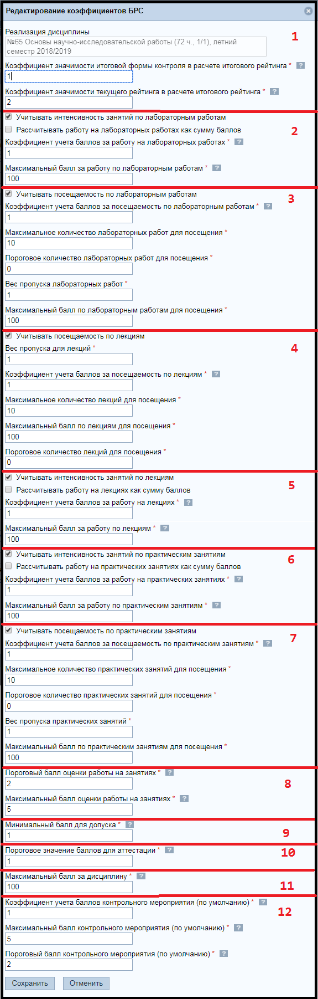 Редактирование коэффициентов БРС
Реализация дисциплины
1
№65 Основы научно-исследовательской работы (72 ч., 1/1), летний
семестр 2018/2019
Коэффициент значимости итоговой формы контроля в расчете итогового рейтинга * ?
1
Коэффициент значимости текущего рейтинга в расчете итогового рейтинга * ?
2
Учитывать интенсивность занятий по лабораторным работам
2
Рассчитывать работу на лабораторных работах как сумму баллов
Коэффициент учета баллов за работу на лабораторных работах * ?
1
Максимальный балл за работу по лабораторным работам * ?
100
Учитывать посещаемость по лабораторным работам
3
Коэффициент учета баллов за посещаемость по лабораторным работам * ?
1
Максимальное количество лабораторных работ для посещения *
10
Пороговое количество лабораторных работ для посещения *
0
Вес пропуска лабораторных работ *
1
Максимальный балл по лабораторным работам для посещения *
100
Учитывать посещаемость по лекциям
4
Вес пропуска для лекций *
1
Коэффициент учета баллов за посещаемость по лекциям * ?
1
Максимальное количество лекций для посещения *
10
Максимальный балл по лекциям для посещения *
100
Пороговое количество лекций для посещения *
0
Учитывать интенсивность занятий по лекциям
5
Рассчитывать работу на лекциях как сумму баллов
Коэффициент учета баллов за работу на лекциях * ?
1
Максимальный балл за работу по лекциям * ?
100
Учитывать интенсивность занятий по практическим занятиям
6
Рассчитывать работу на практических занятиях как сумму баллов
Коэффициент учета баллов за работу на практических занятиях * ?
1
Максимальный балл за работу по практическим занятиям * ?
100
Учитывать посещаемость по практическим занятиям
7
Коэффициент учета баллов за посещаемость по практическим занятиям * ?
1
Максимальное количество практических занятий для посещения *
10
Пороговое количество практических занятий для посещения *
0
Вес пропуска практических занятий *
1
Максимальный балл по практическим занятиям для посещения *
100
Пороговый балл оценки работы на занятиях * ?
2
8
Максимальный балл оценки работы на занятиях * ?
5
Минимальный балл для допуска * ?
9
1
Пороговое значение баллов для аттестации * ?
10
1
Максимальный балл за дисциплину * ?
11
100
Коэффициент учета баллов контрольного мероприятия (по умолчанию) * ?
12
1
Максимальный балл контрольного мероприятия (по умолчанию) * ?
5
Пороговый балл контрольного мероприятия (по умолчанию) * ?
2
Сохранить Отменить